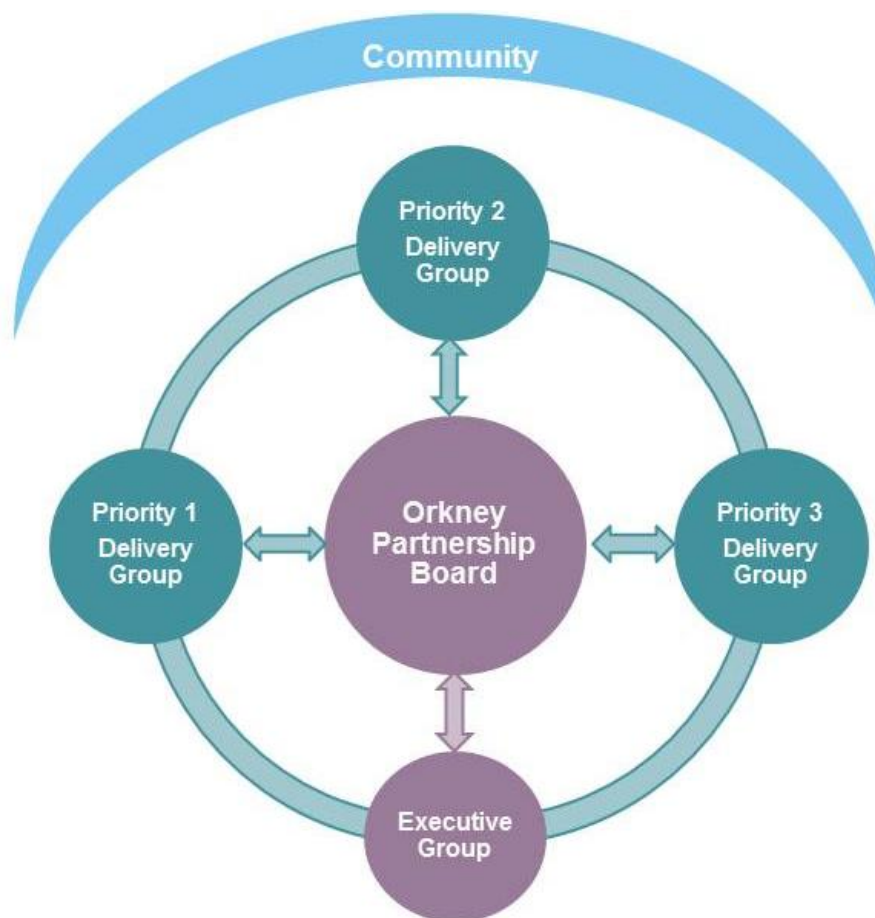 Community
Priority 2
Delivery
Group
Priority 1
Delivery
Group
Orkney
Partnership
Board
Priority 3
Delivery
Group
Executive
Group